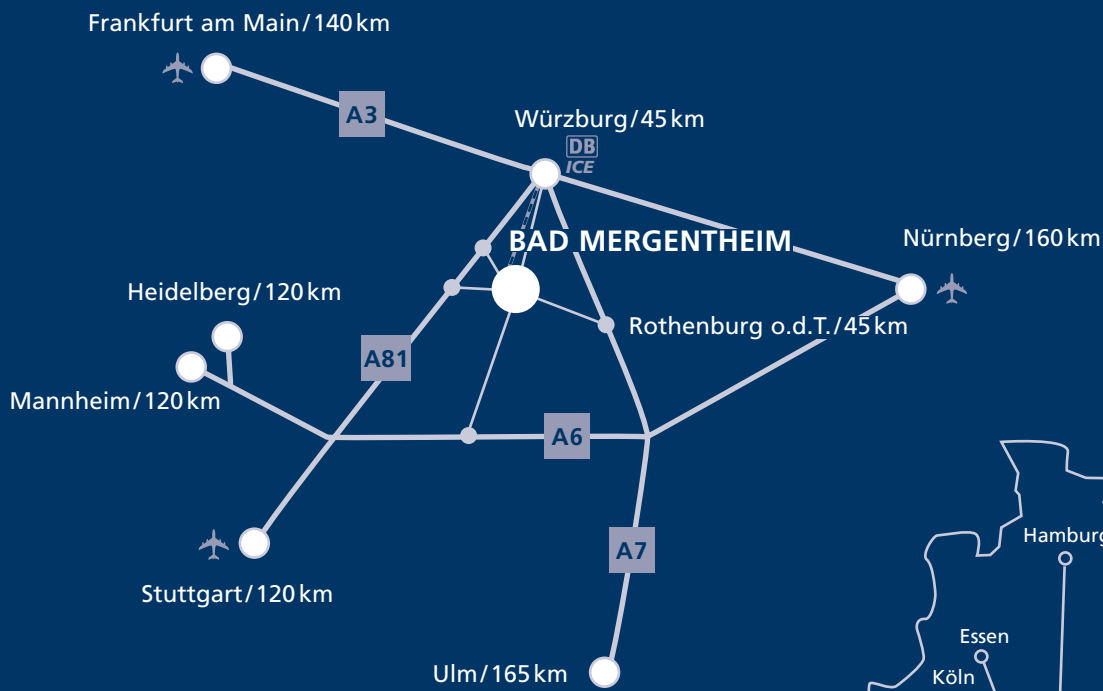 Frankfurt am Main/140 km
A3
Würzburg/45 km
DB
ICE
BAD MERGENTHEIM
Nürnberg/160 km
Heidelberg/120 km
Rothenburg o.d.T./45 km
A81
Mannheim/120 km
A6
A7
Hamburg
Stuttgart/120 km
Essen
Ulm/165 km
Köln